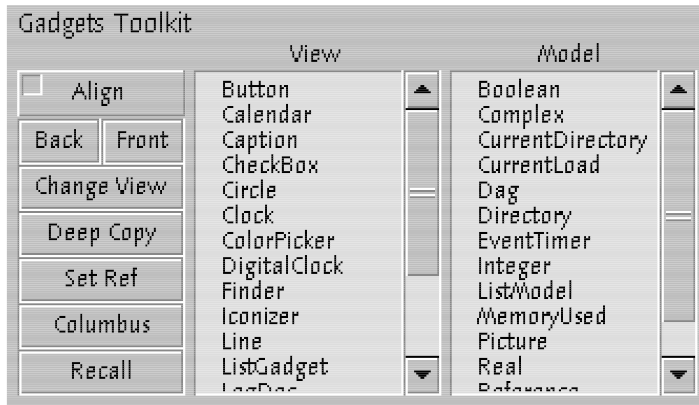 Gadgets Toolkit
View
Model
Align
Back
Front
Change View
Deep Copy
Set Ref
Columbus
Recall
Button
Calendar
Caption
CheckBox
Circle
Clock
ColorPicker
DigitalClock
Finder
Iconizer
Line
ListGadget
LogDoc
Boolean
Complex
CurrentDirectory
CurrentLoad
Dag
Directory
EventTimer
Integer
ListModel
MemoryUsed
Picture
Real
Reference